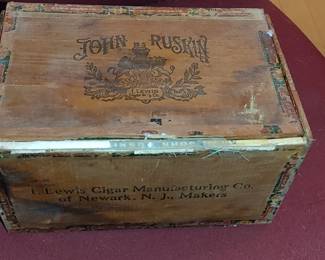 JOHN RUSKIN
I. LEWIS
I. Lewis Cigar Manufacturing Co.
of Newark, N. J., Makers